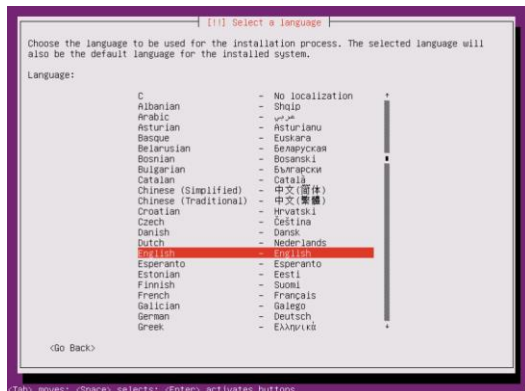 [!!] Select a language
Choose the language to be used for the installation process. The selected language will
also be the default language for the installed system.
Language:
C - No localization
Albanian - Shqip
Arabic - عربي
Asturian - Asturianu
Basque - Euskara
Belarusian - Беларуская
Bosnian - Bosanski
Bulgarian - Български
Catalan - Català
Chinese (Simplified) - 中文(简体)
Chinese (Traditional) - 中文(繁體)
Croatian - Hrvatski
Czech - Čeština
Danish - Dansk
Dutch - Nederlands
English - English
Esperanto - Esperanto
Estonian - Eesti
Finnish - Suomi
French - Français
Galician - Galego
German - Deutsch
Greek - Ελληνικά
<Go Back>
<Tab> moves; <Space> selects; <Enter> activates buttons